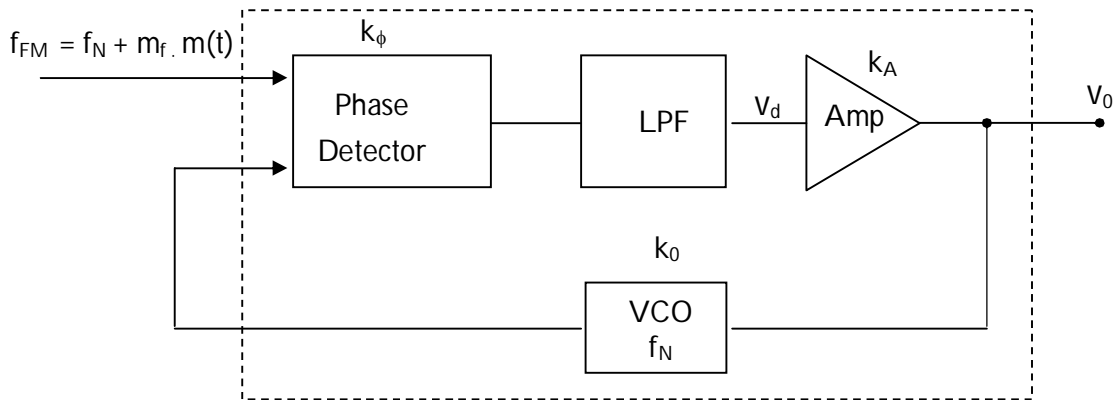 f_FM = f_N + m_f . m(t)
k_ϕ
Phase
Detector
LPF
v_d
k_A
Amp
v_0
k_0
VCO
f_N